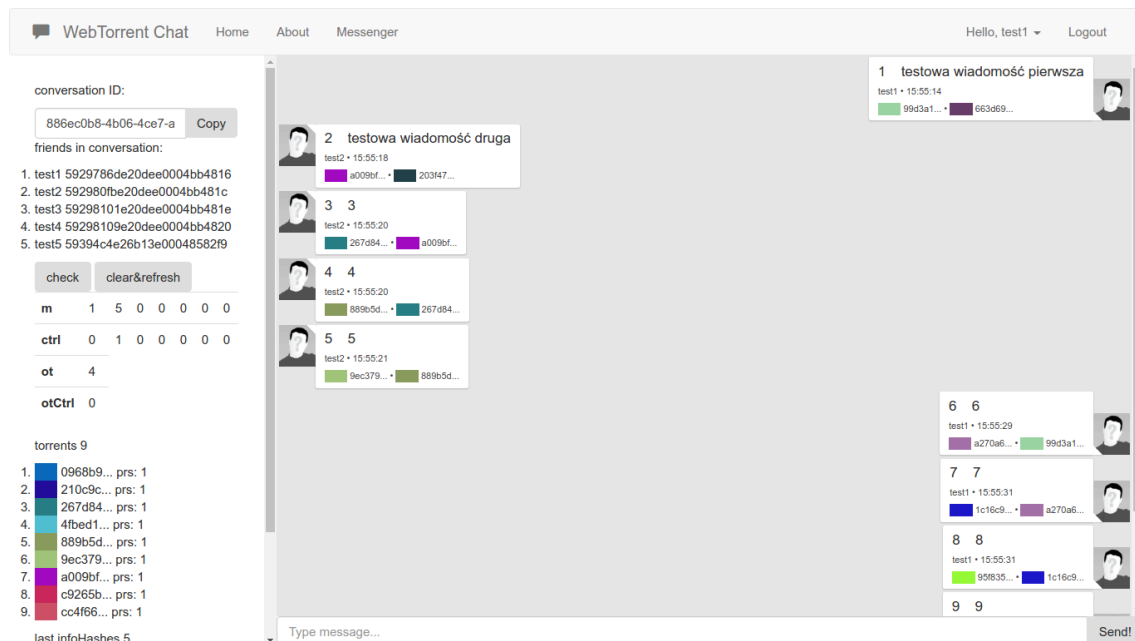 WebTorrent Chat Home About Messenger Hello, test1 Logout
conversation ID:
886ec0b8-4b06-4ce7-a Copy
friends in conversation:
1. test1 5929786de20dee0004bb4816
2. test2 592980fbe20dee0004bb481c
3. test3 59298101e20dee0004bb481e
4. test4 59298109e20dee0004bb4820
5. test5 59394c4e26b13e00048582f9
check clear&refresh
m 1 5 0 0 0 0 0
ctrl 0 1 0 0 0 0 0
ot 4
otCtrl 0
torrents 9
1. 0968b9... prs: 1
2. 210c9c... prs: 1
3. 267d84... prs: 1
4. 4fbed1... prs: 1
5. 889b5d... prs: 1
6. 9ec379... prs: 1
7. a009bf... prs: 1
8. c9265b... prs: 1
9. cc4f66... prs: 1
last infoHashes 5
1 testowa wiadomość pierwsza
test1 • 15:55:14
99d3a1... • 663d69...
2 testowa wiadomość druga
test2 • 15:55:18
a009bf... • 203f47...
3 3
test2 • 15:55:20
267d84... • a009bf...
4 4
test2 • 15:55:20
889b5d... • 267d84...
5 5
test2 • 15:55:21
9ec379... • 889b5d...
6 6
test1 • 15:55:29
a270a6... • 99d3a1...
7 7
test1 • 15:55:31
1c16c9... • a270a6...
8 8
test1 • 15:55:31
95f835... • 1c16c9...
9 9
Type message... Send!